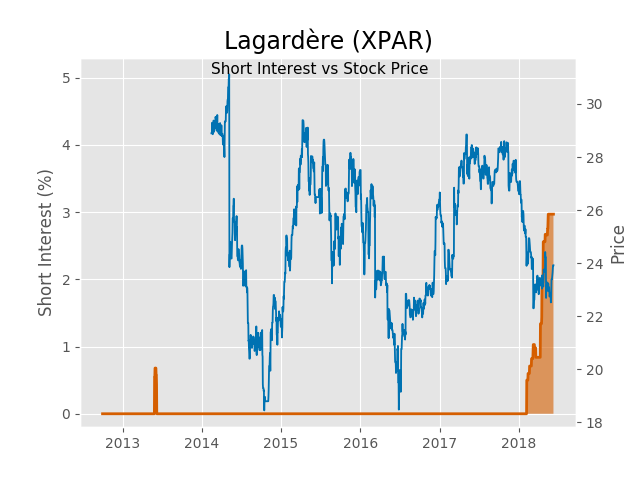 Lagardère (XPAR)
Short Interest vs Stock Price
Short Interest (%)
5
4
3
2
1
0
30
28
26
24
22
20
18
Price
2013 2014 2015 2016 2017 2018